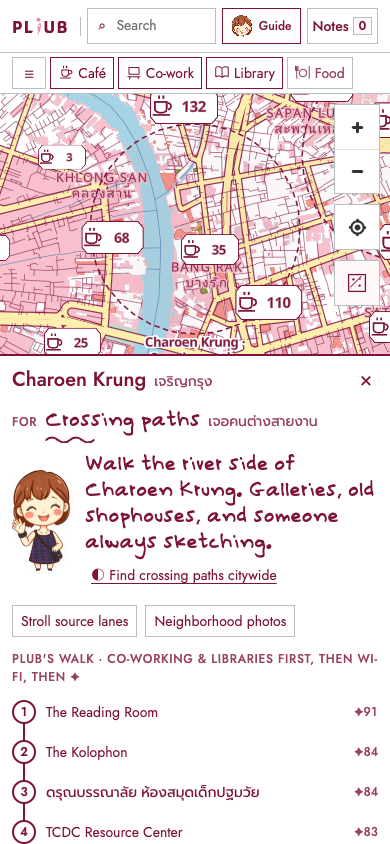 PLUB
Search
Guide
Notes 0
Café
Co-work
Library
Food
132
SAPAN LU
สะพานเห
3
KHLONG SAN
คลองสาน
68
35
BANG RAK
บางรัก
110
25
Charoen Krung
Charoen Krung เจริญกรุง
FOR Crossing paths เจอคนต่างสายงาน
Walk the river side of
Charoen Krung. Galleries, old
shophouses, and someone
always sketching.
Find crossing paths citywide
Stroll source lanes
Neighborhood photos
PLUB'S WALK · CO-WORKING & LIBRARIES FIRST, THEN WI-
FI, THEN ✦
1 The Reading Room ✦91
2 The Kolophon ✦84
3 ดรุณบรรณาลัย ห้องสมุดเด็กปฐมวัย ✦84
4 TCDC Resource Center ✦83